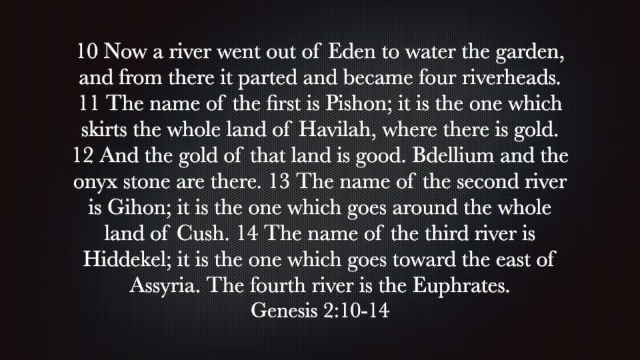 10 Now a river went out of Eden to water the garden,
and from there it parted and became four riverheads.
11 The name of the first is Pishon; it is the one which
skirts the whole land of Havilah, where there is gold.
12 And the gold of that land is good. Bdellium and the
onyx stone are there. 13 The name of the second river
is Gihon; it is the one which goes around the whole
land of Cush. 14 The name of the third river is
Hiddekel; it is the one which goes toward the east of
Assyria. The fourth river is the Euphrates.
Genesis 2:10-14